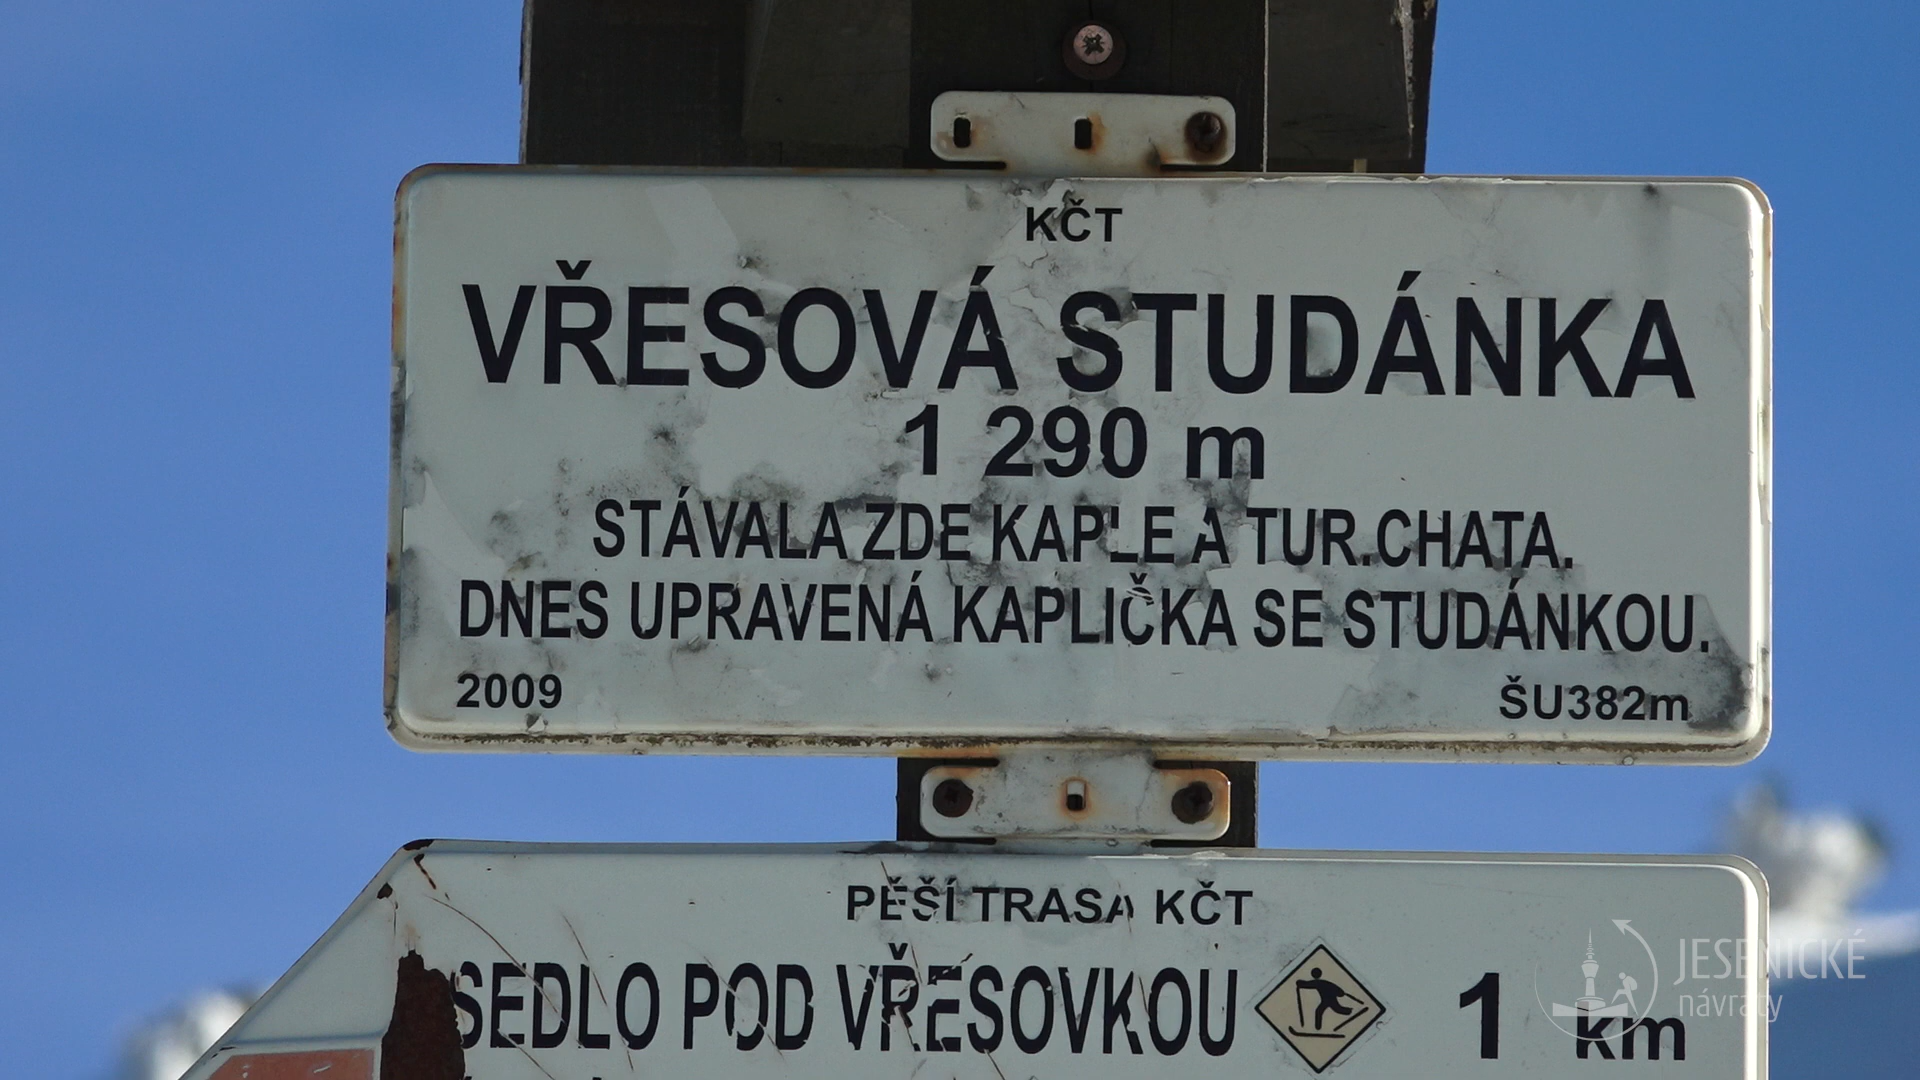 KČT
VŘESOVÁ STUDÁNKA
1 290 m
STÁVALA ZDE KAPLE A TUR.CHATA.
DNES UPRAVENÁ KAPLIČKA SE STUDÁNKOU.
2009 ŠU382m
PĚŠÍ TRASA KČT
SEDLO POD VŘESOVKOU 1 km
JESENICKÉ
návraty